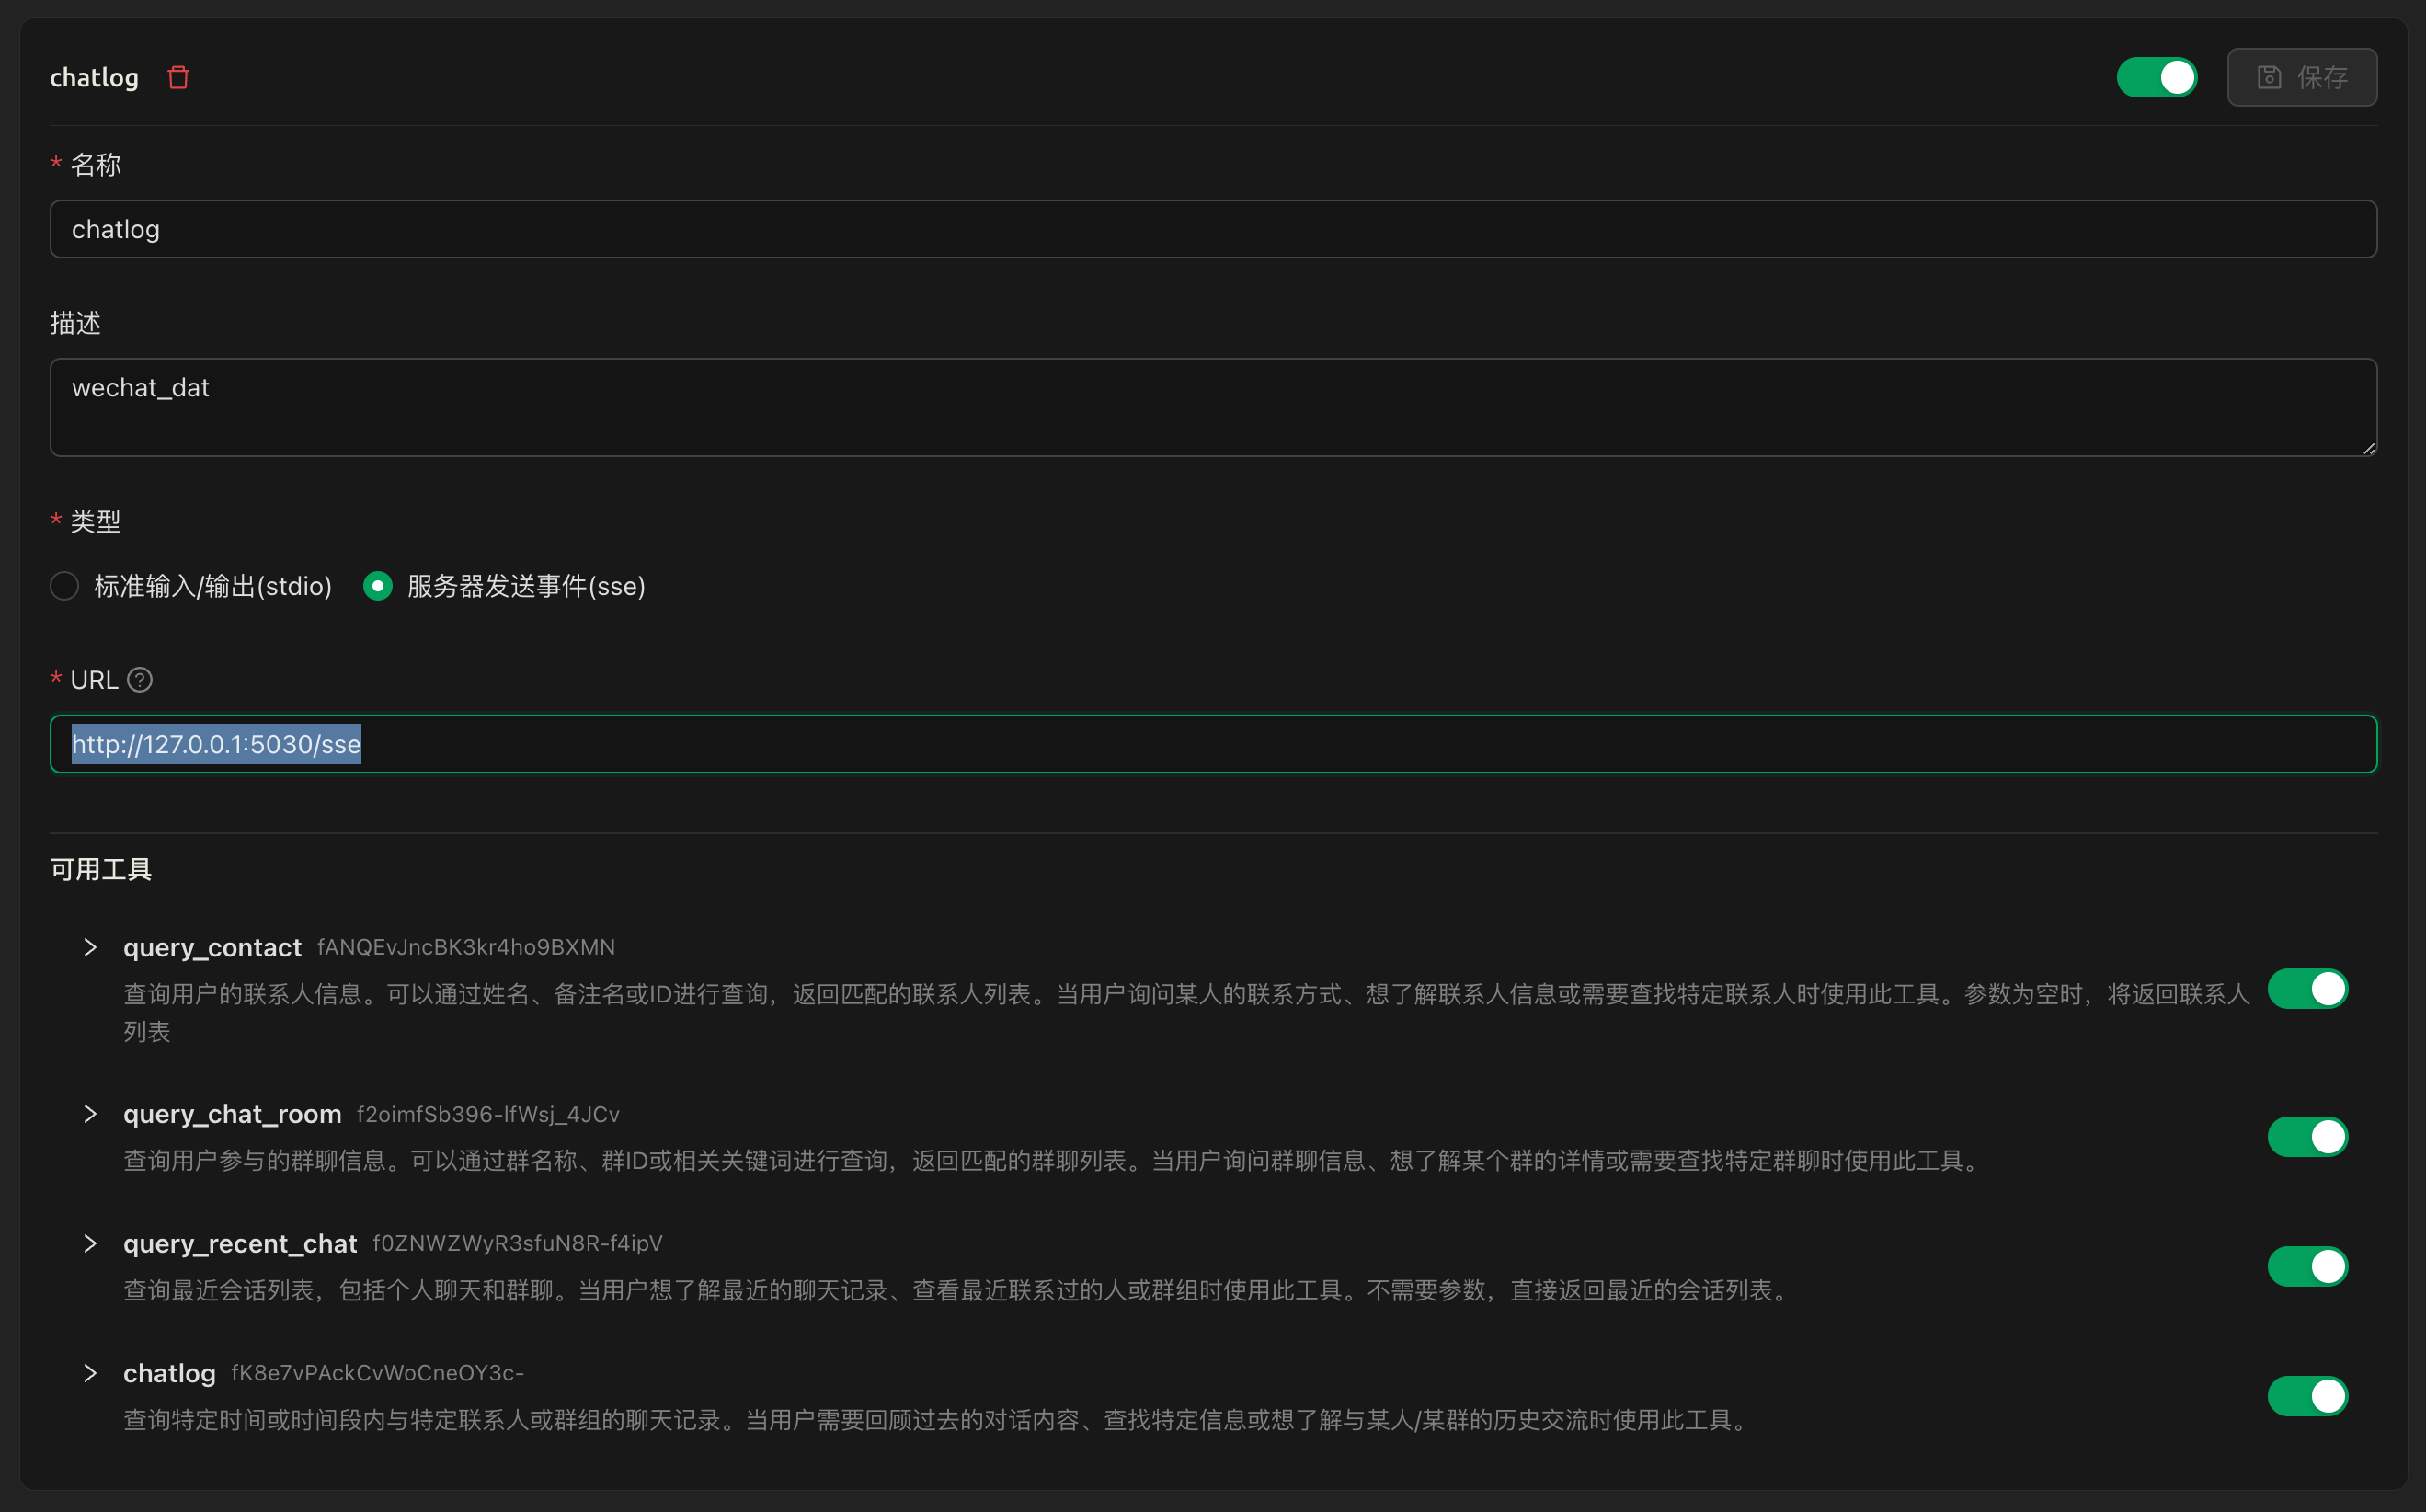 chatlog
保存
* 名称
chatlog
描述
wechat_dat
* 类型
标准输入/输出(stdio) 服务器发送事件(sse)
* URL ?
http://127.0.0.1:5030/sse
可用工具
query_contact fANQEvJncBK3kr4ho9BXMN
查询用户的联系人信息。可以通过姓名、备注名或ID进行查询，返回匹配的联系人列表。当用户询问某人的联系方式、想了解联系人信息或需要查找特定联系人时使用此工具。参数为空时，将返回联系人
列表
query_chat_room f2oimfSb396-lfWsj_4JCv
查询用户参与的群聊信息。可以通过群名称、群ID或相关关键词进行查询，返回匹配的群聊列表。当用户询问群聊信息、想了解某个群的详情或需要查找特定群聊时使用此工具。
query_recent_chat f0ZNWZWyR3sfuN8R-f4ipV
查询最近会话列表，包括个人聊天和群聊。当用户想了解最近的聊天记录、查看最近联系过的人或群组时使用此工具。不需要参数，直接返回最近的会话列表。
chatlog fK8e7vPAckCvWoCneOY3c-
查询特定时间或时间段内与特定联系人或群组的聊天记录。当用户需要回顾过去的对话内容、查找特定信息或想了解与某人/某群的历史交流时使用此工具。